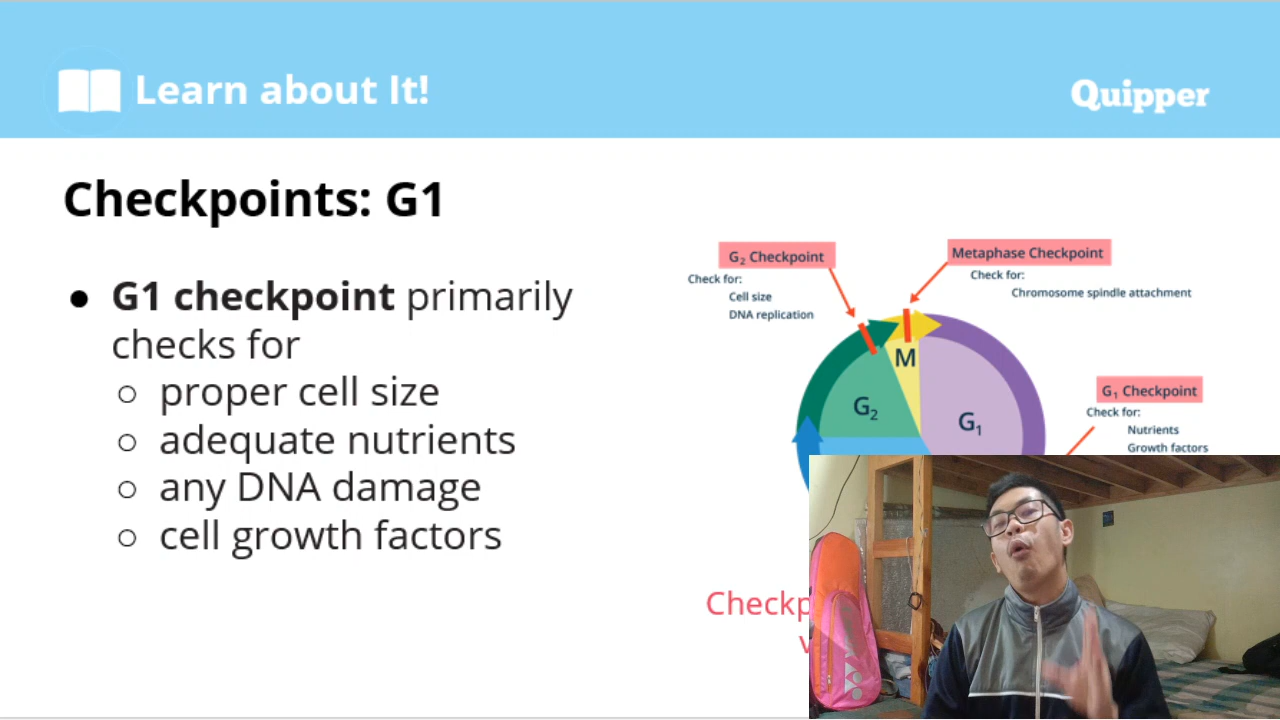 Learn about It!
Quipper
Checkpoints: G1
● G1 checkpoint primarily
checks for
○ proper cell size
○ adequate nutrients
○ any DNA damage
○ cell growth factors
G₂ Checkpoint
Check for:
Cell size
DNA replication
Metaphase Checkpoint
Check for:
Chromosome spindle attachment
G₁ Checkpoint
Check for:
Nutrients
Growth factors
M
G₂
G₁